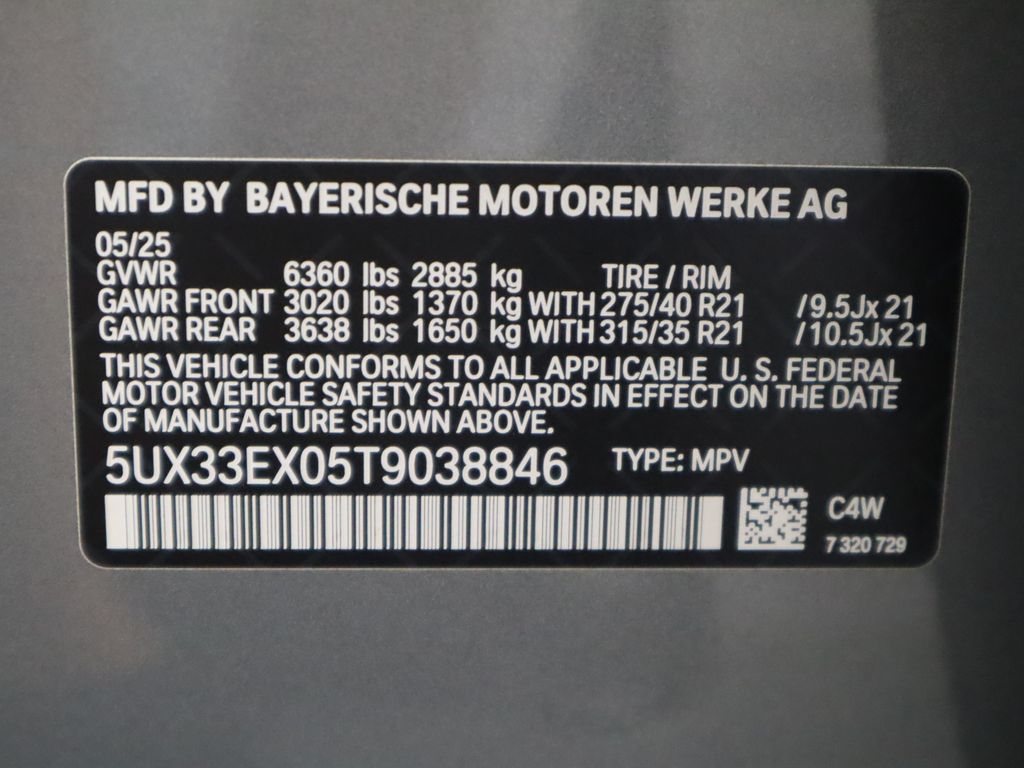 MFD BY BAYERISCHE MOTOREN WERKE AG
05/25
GVWR 6360 lbs 2885 kg TIRE / RIM
GAWR FRONT 3020 lbs 1370 kg WITH 275/40 R21 /9.5Jx 21
GAWR REAR 3638 lbs 1650 kg WITH 315/35 R21 /10.5Jx 21
THIS VEHICLE CONFORMS TO ALL APPLICABLE U. S. FEDERAL
MOTOR VEHICLE SAFETY STANDARDS IN EFFECT ON THE DATE
OF MANUFACTURE SHOWN ABOVE.
5UX33EX05T9038846 TYPE: MPV
C4W
7 320 729